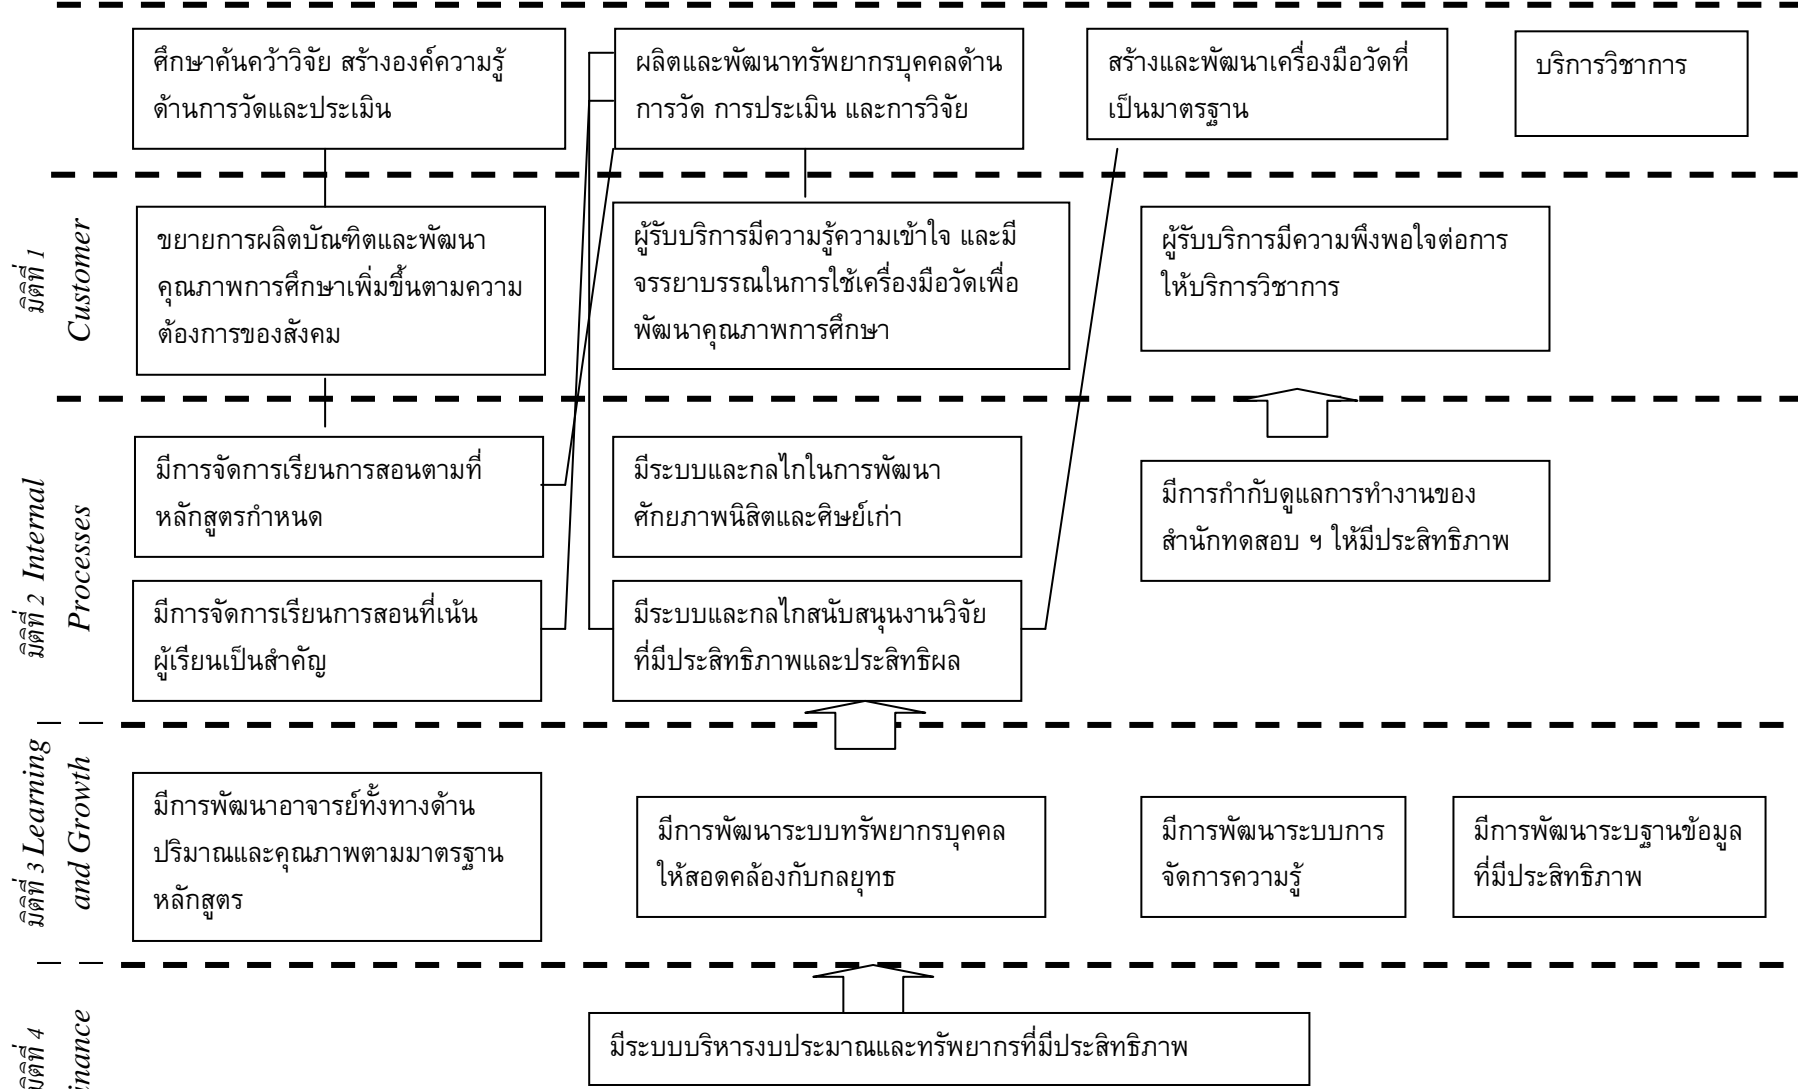 ศึกษาค้นคว้าวิจัย สร้างองค์ความรู้
ด้านการวัดและประเมิน
ผลิตและพัฒนาทรัพยากรบุคคลด้าน
การวัด การประเมิน และการวิจัย
สร้างและพัฒนาเครื่องมือวัดที่
เป็นมาตรฐาน
บริการวิชาการ
มิติที่ 1
Customer
ขยายการผลิตบัณฑิตและพัฒนา
คุณภาพการศึกษาเพิ่มขึ้นตามความ
ต้องการของสังคม
ผู้รับบริการมีความรู้ความเข้าใจ และมี
จรรยาบรรณในการใช้เครื่องมือวัดเพื่อ
พัฒนาคุณภาพการศึกษา
ผู้รับบริการมีความพึงพอใจต่อการ
ให้บริการวิชาการ
มิติที่ 2 Internal
Processes
มีการจัดการเรียนการสอนตามที่
หลักสูตรกำหนด
มีระบบและกลไกในการพัฒนา
ศักยภาพนิสิตและศิษย์เก่า
มีการกำกับดูแลการทำงานของ
สำนักทดสอบ ฯ ให้มีประสิทธิภาพ
มีการจัดการเรียนการสอนที่เน้น
ผู้เรียนเป็นสำคัญ
มีระบบและกลไกสนับสนุนงานวิจัย
ที่มีประสิทธิภาพและประสิทธิผล
มิติที่ 3 Learning
and Growth
มีการพัฒนาอาจารย์ทั้งทางด้าน
ปริมาณและคุณภาพตามมาตรฐาน
หลักสูตร
มีการพัฒนาระบบทรัพยากรบุคคล
ให้สอดคล้องกับกลยุทธ
มีการพัฒนาระบบการ
จัดการความรู้
มีการพัฒนาระบฐานข้อมูล
ที่มีประสิทธิภาพ
มิติที่ 4
inance
มีระบบบริหารงบประมาณและทรัพยากรที่มีประสิทธิภาพ